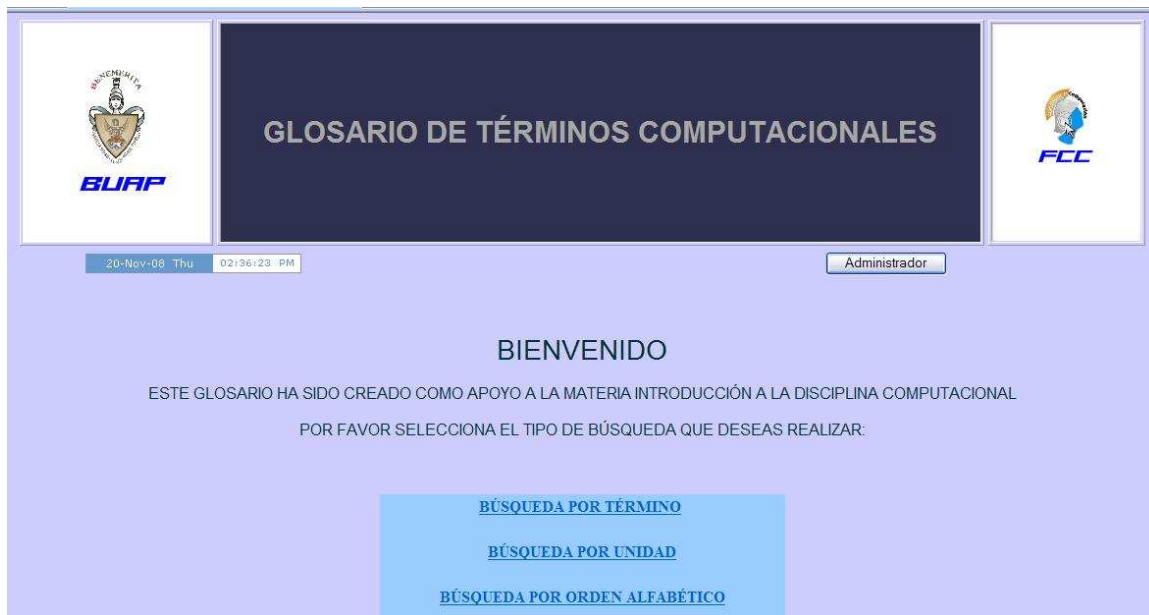 BENEMERITA
BUAP
GLOSARIO DE TÉRMINOS COMPUTACIONALES
FCC
20-Nov-08 Thu 02:36:23 PM
Administrador
BIENVENIDO
ESTE GLOSARIO HA SIDO CREADO COMO APOYO A LA MATERIA INTRODUCCIÓN A LA DISCIPLINA COMPUTACIONAL
POR FAVOR SELECCIONA EL TIPO DE BÚSQUEDA QUE DESEAS REALIZAR:
BÚSQUEDA POR TÉRMINO
BÚSQUEDA POR UNIDAD
BÚSQUEDA POR ORDEN ALFABÉTICO